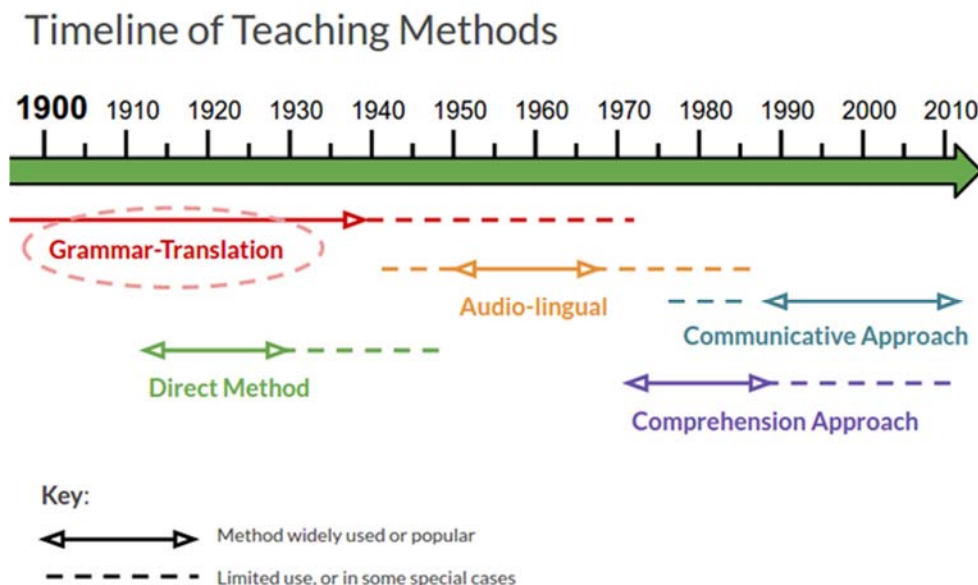 Timeline of Teaching Methods
1900 1910 1920 1930 1940 1950 1960 1970 1980 1990 2000 2010
Grammar-Translation
Audio-lingual
Communicative Approach
Direct Method
Comprehension Approach
Key:
Method widely used or popular
Limited use, or in some special cases